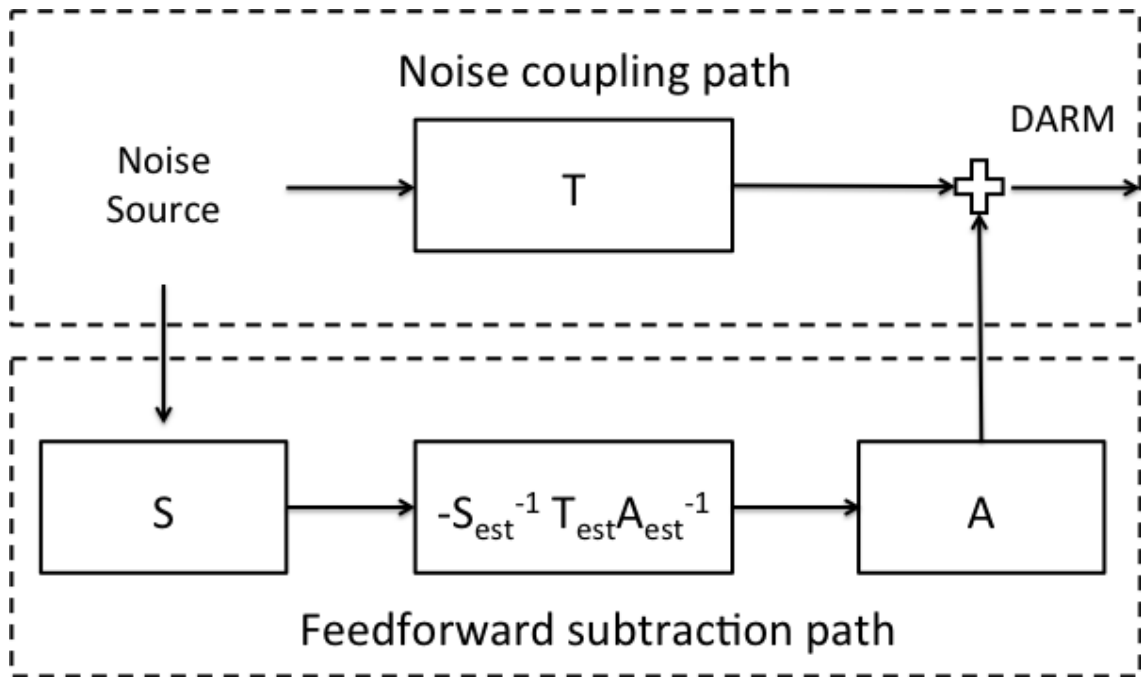 Noise coupling path
DARM
Noise
Source
T
S
-S_est^-1 T_est A_est^-1
A
Feedforward subtraction path